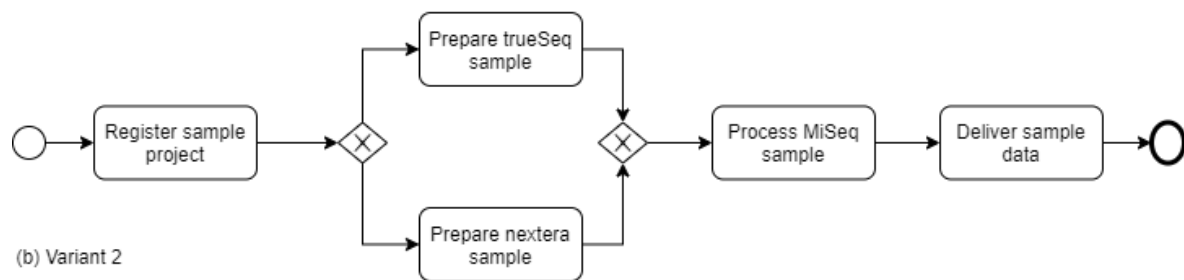 Prepare trueSeq
sample
Register sample
project
Process MiSeq
sample
Deliver sample
data
Prepare nextera
sample
(b) Variant 2